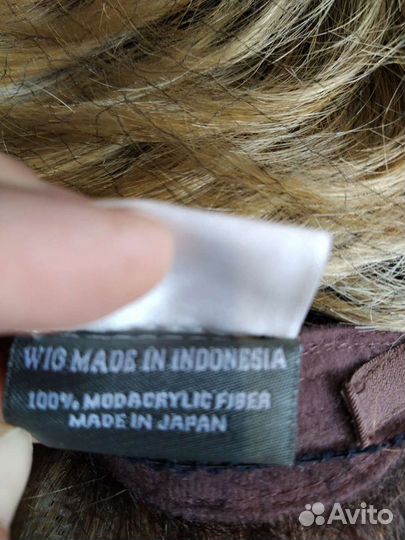 WIG MADE IN INDONESIA
100% MODACRYLIC FIBER
MADE IN JAPAN
Avito